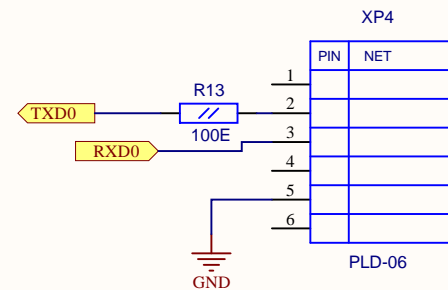 XP4
PIN NET
1
R13
2
TXD0
100E
3
RXD0
4
5
6
PLD-06
GND